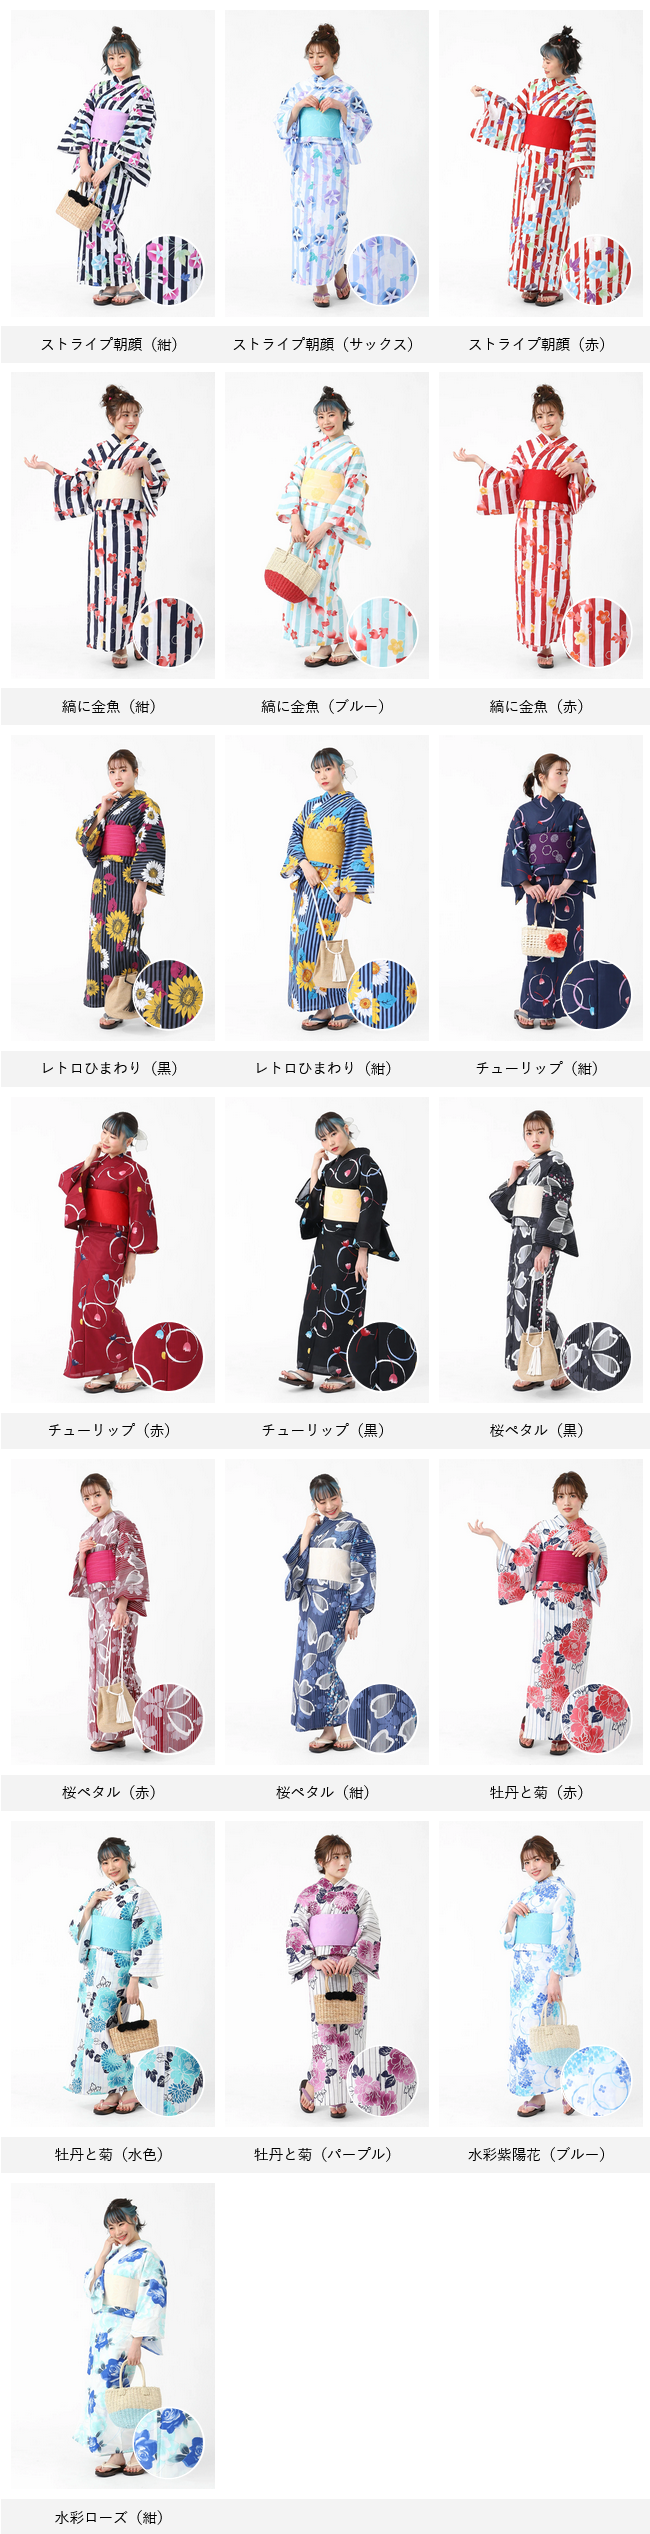 ストライプ朝顔（紺）
ストライプ朝顔（サックス）
ストライプ朝顔（赤）
縞に金魚（紺）
縞に金魚（ブルー）
縞に金魚（赤）
レトロひまわり（黒）
レトロひまわり（紺）
チューリップ（紺）
チューリップ（赤）
チューリップ（黒）
桜ペタル（黒）
桜ペタル（赤）
桜ペタル（紺）
牡丹と菊（赤）
牡丹と菊（水色）
牡丹と菊（パープル）
水彩紫陽花（ブルー）
水彩ローズ（紺）